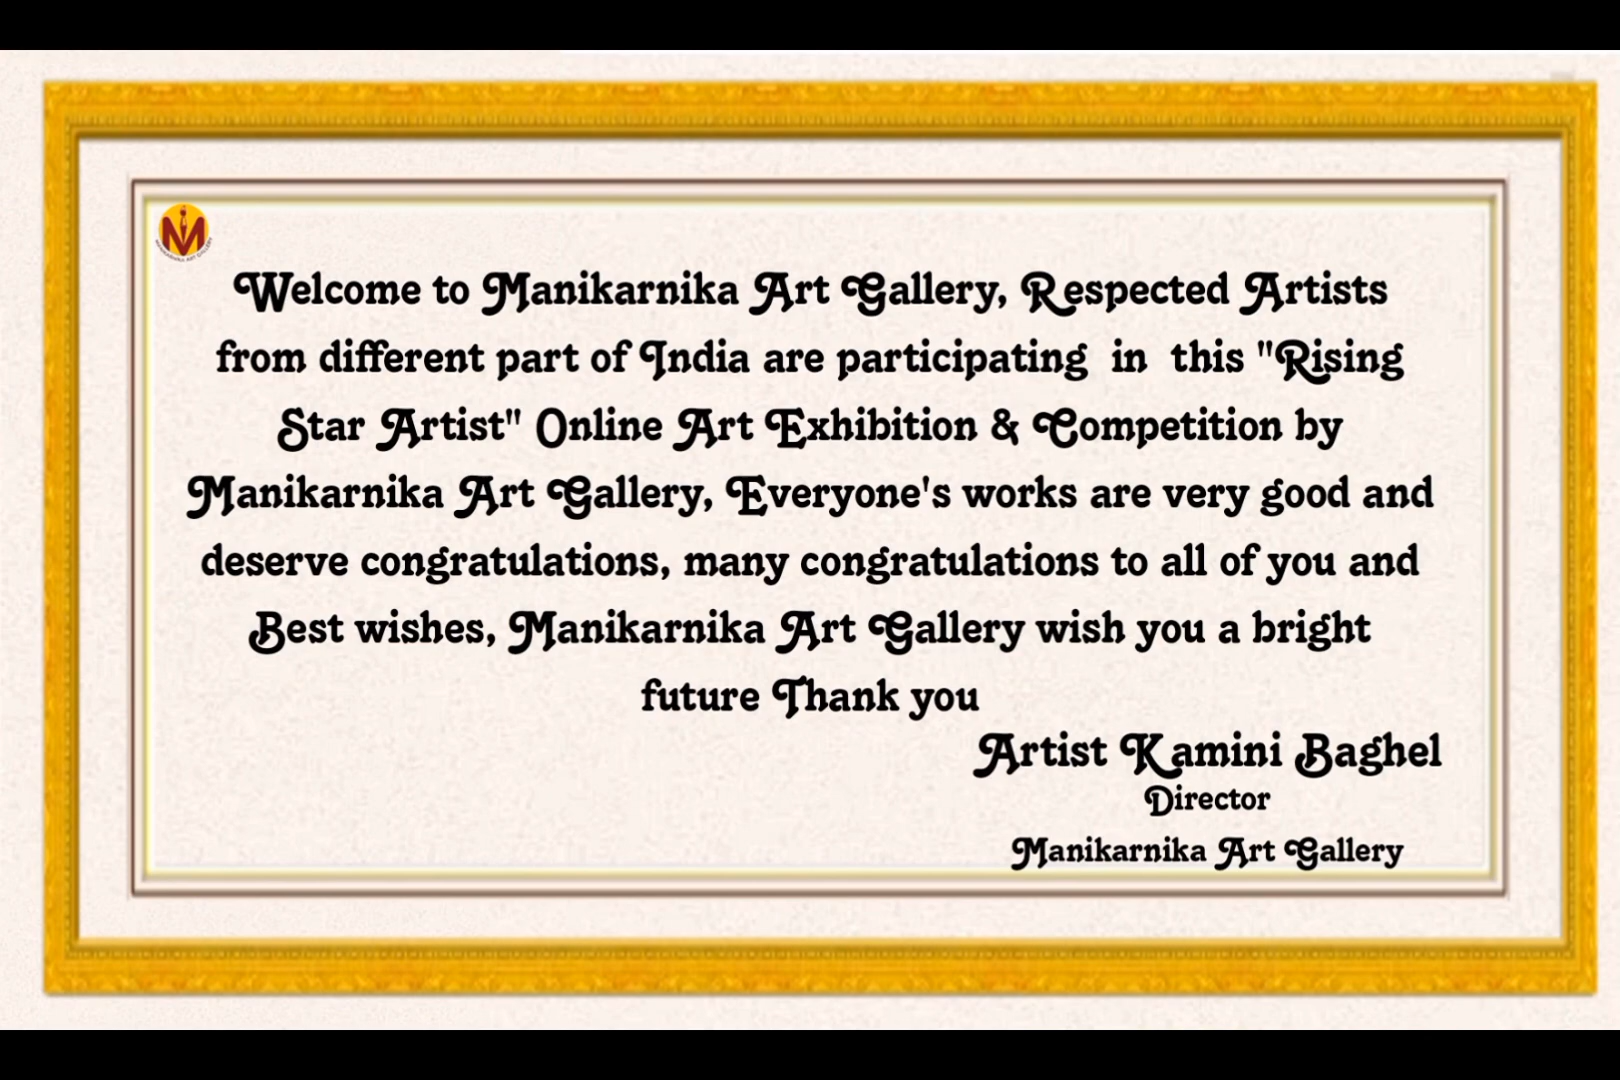 Welcome to Manikarnika Art Gallery, Respected Artists
from different part of India are participating in this "Rising
Star Artist" Online Art Exhibition & Competition by
Manikarnika Art Gallery, Everyone's works are very good and
deserve congratulations, many congratulations to all of you and
Best wishes, Manikarnika Art Gallery wish you a bright
future Thank you
Artist Kamini Baghel
Director
Manikarnika Art Gallery
M
MANIKARNIKA ART GALLERY